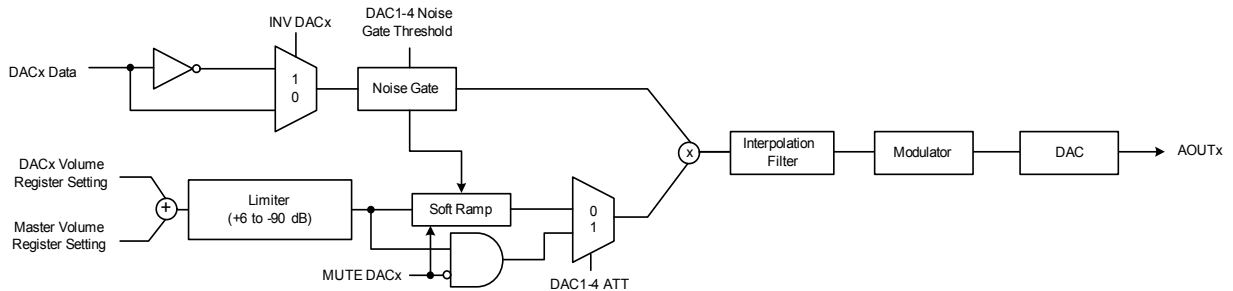 INV DACx
DAC1-4 Noise
Gate Threshold
DACx Data
1
0
Noise Gate
x
Interpolation
Filter
Modulator
DAC
AOUTx
DACx Volume
Register Setting
+
Master Volume
Register Setting
Limiter
(+6 to -90 dB)
Soft Ramp
0
1
MUTE DACx
DAC1-4 ATT